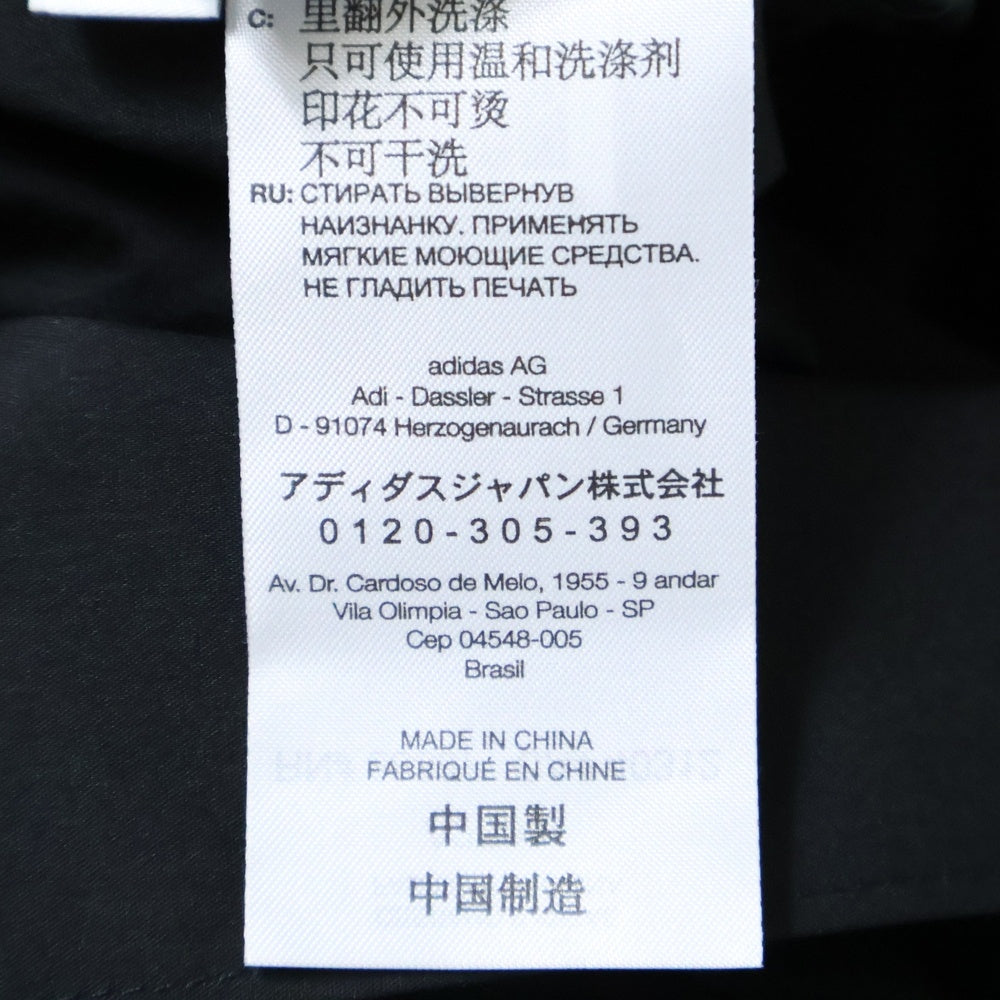 C: 里翻外洗涤
只可使用温和洗涤剂
印花不可烫
不可干洗
RU: СТИРАТЬ ВЫВЕРНУВ
НАИЗНАНКУ. ПРИМЕНЯТЬ
МЯГКИЕ МОЮЩИЕ СРЕДСТВА.
НЕ ГЛАДИТЬ ПЕЧАТЬ
adidas AG
Adi - Dassler - Strasse 1
D - 91074 Herzogenaurach / Germany
アディダスジャパン株式会社
0120-305-393
Av. Dr. Cardoso de Melo, 1955 - 9 andar
Vila Olimpia - Sao Paulo - SP
Cep 04548-005
Brasil
MADE IN CHINA
FABRIQUÉ EN CHINE
中国製
中国制造